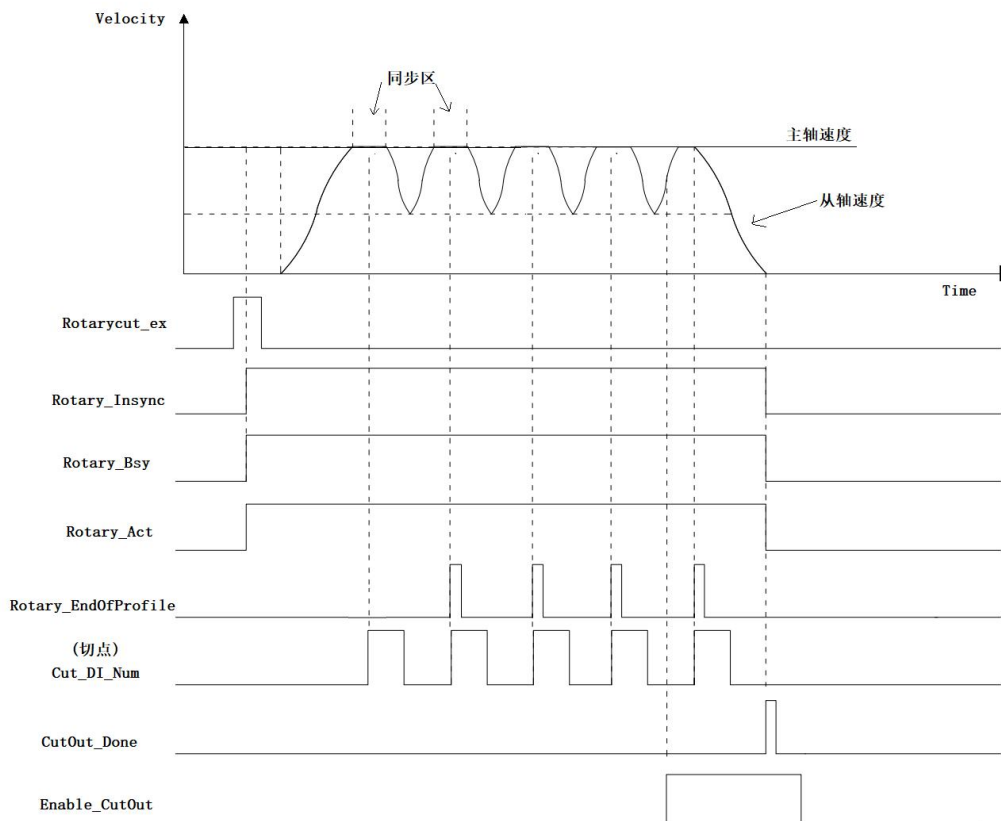 Velocity
同步区
主轴速度
从轴速度
Time
Rotarycut_ex
Rotary_Insync
Rotary_Bsy
Rotary_Act
Rotary_EndOfProfile
(切点)
Cut_DI_Num
CutOut_Done
Enable_CutOut